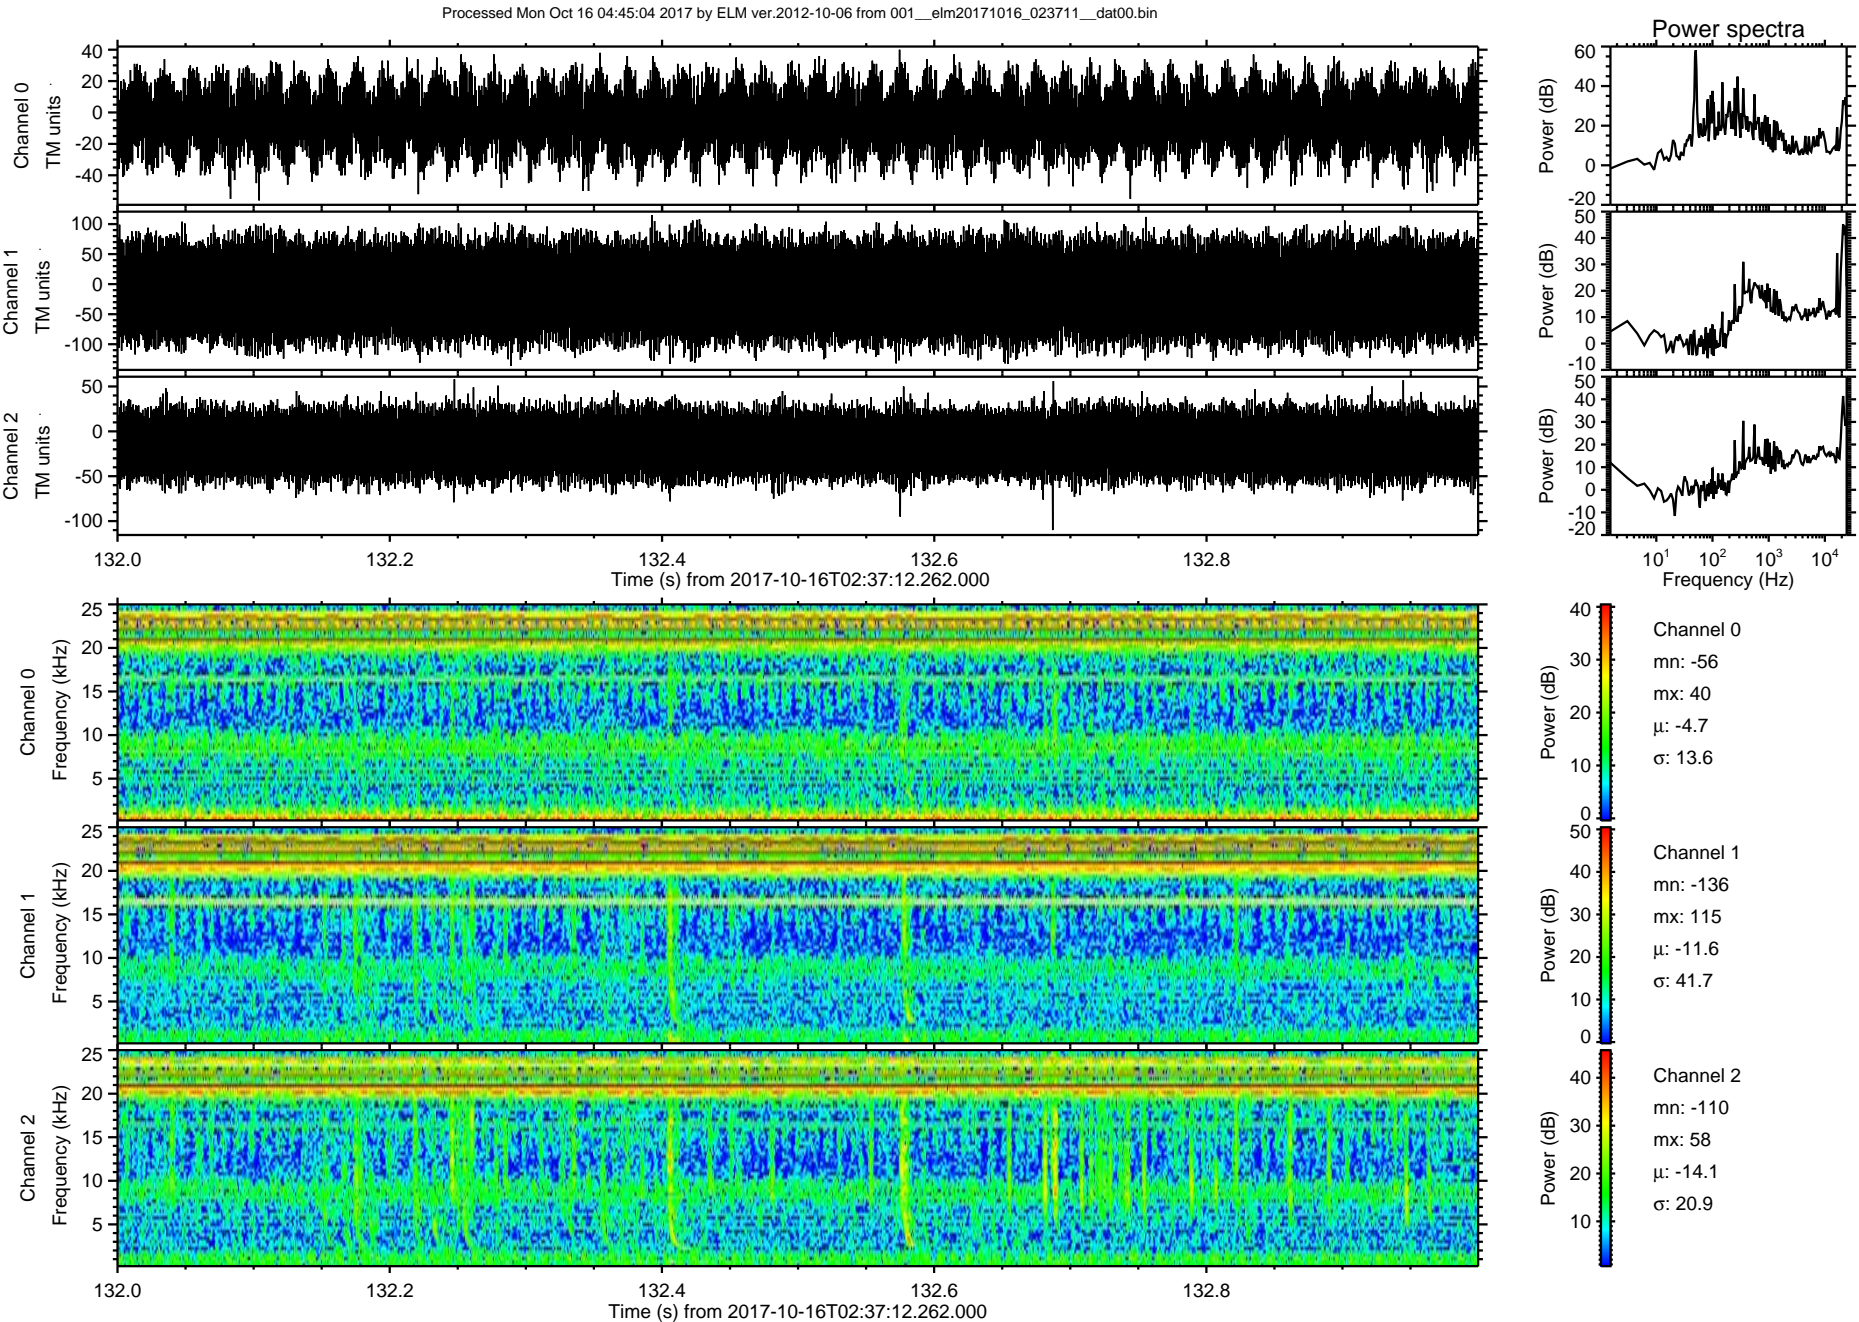 Processed Mon Oct 16 04:45:04 2017 by ELM ver.2012-10-06 from 001__elm20171016_023711__dat00.bin
Power spectra
Channel 0
TM units
40
20
0
-20
-40
Power (dB)
60
40
20
0
-20
Channel 1
TM units
100
50
0
-50
-100
Power (dB)
50
40
30
20
10
0
-10
Channel 2
TM units
50
0
-50
-100
Power (dB)
50
40
30
20
10
0
-10
-20
132.0 132.2 132.4 132.6 132.8
Time (s) from 2017-10-16T02:37:12.262.000
10^1 10^2 10^3 10^4
Frequency (Hz)
Channel 0
Frequency (kHz)
25
20
15
10
5
Power (dB)
40
30
20
10
0
Channel 0
mn: -56
mx: 40
μ: -4.7
σ: 13.6
Channel 1
Frequency (kHz)
25
20
15
10
5
Power (dB)
50
40
30
20
10
0
Channel 1
mn: -136
mx: 115
μ: -11.6
σ: 41.7
Channel 2
Frequency (kHz)
25
20
15
10
5
Power (dB)
40
30
20
10
Channel 2
mn: -110
mx: 58
μ: -14.1
σ: 20.9
132.0 132.2 132.4 132.6 132.8
Time (s) from 2017-10-16T02:37:12.262.000